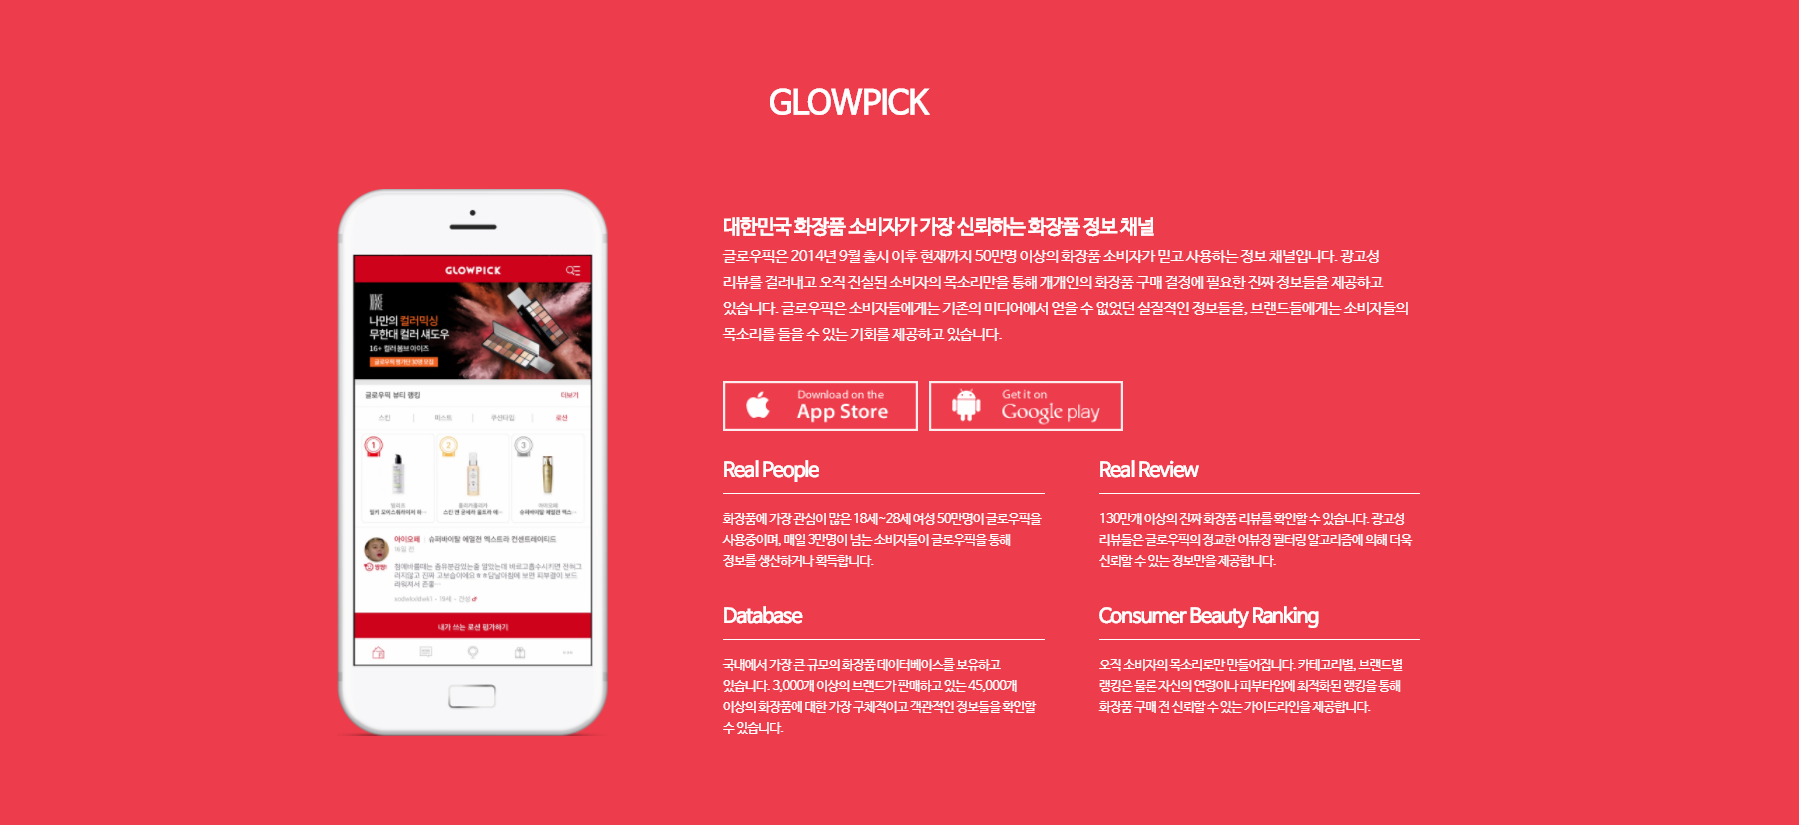 GLOWPICK
대한민국 화장품 소비자가 가장 신뢰하는 화장품 정보 채널
글로우픽은 2014년 9월 출시 이후 현재까지 50만명 이상의 화장품 소비자가 믿고 사용하는 정보 채널입니다. 광고성
리뷰를 걸러내고 오직 진실된 소비자의 목소리만을 통해 개개인의 화장품 구매 결정에 필요한 진짜 정보들을 제공하고
있습니다. 글로우픽은 소비자들에게는 기존의 미디어에서 얻을 수 없었던 실질적인 정보들을, 브랜드들에게는 소비자들의
목소리를 들을 수 있는 기회를 제공하고 있습니다.
Download on the
App Store
Get it on
Google play
Real People
화장품에 가장 관심이 많은 18세~28세 여성 50만명이 글로우픽을
사용중이며, 매일 3만명이 넘는 소비자들이 글로우픽을 통해
정보를 생산하거나 획득합니다.
Real Review
130만개 이상의 진짜 화장품 리뷰를 확인할 수 있습니다. 광고성
리뷰들은 글로우픽의 정교한 어뷰징 필터링 알고리즘에 의해 더욱
신뢰할 수 있는 정보만을 제공합니다.
Database
국내에서 가장 큰 규모의 화장품 데이터베이스를 보유하고
있습니다. 3,000개 이상의 브랜드가 판매하고 있는 45,000개
이상의 화장품에 대한 가장 구체적이고 객관적인 정보들을 확인할
수 있습니다.
Consumer Beauty Ranking
오직 소비자의 목소리로만 만들어집니다. 카테고리별, 브랜드별
랭킹은 물론 자신의 연령이나 피부타입에 최적화된 랭킹을 통해
화장품 구매 전 신뢰할 수 있는 가이드라인을 제공합니다.
GLOWPICK
나만의 컬러믹싱
무한대 컬러 섀도우
16+ 컬러 봄브 아이즈
글로우픽 뷰티 랭킹 더보기
스킨 미스트 쿠션타입 로션
1 2 3
아이오페
슈퍼바이탈 에멀전 엑스…
아이오페 슈퍼바이탈 에멀전 엑스트라 컨센트레이티드
내가 쓰는 로션 평가하기